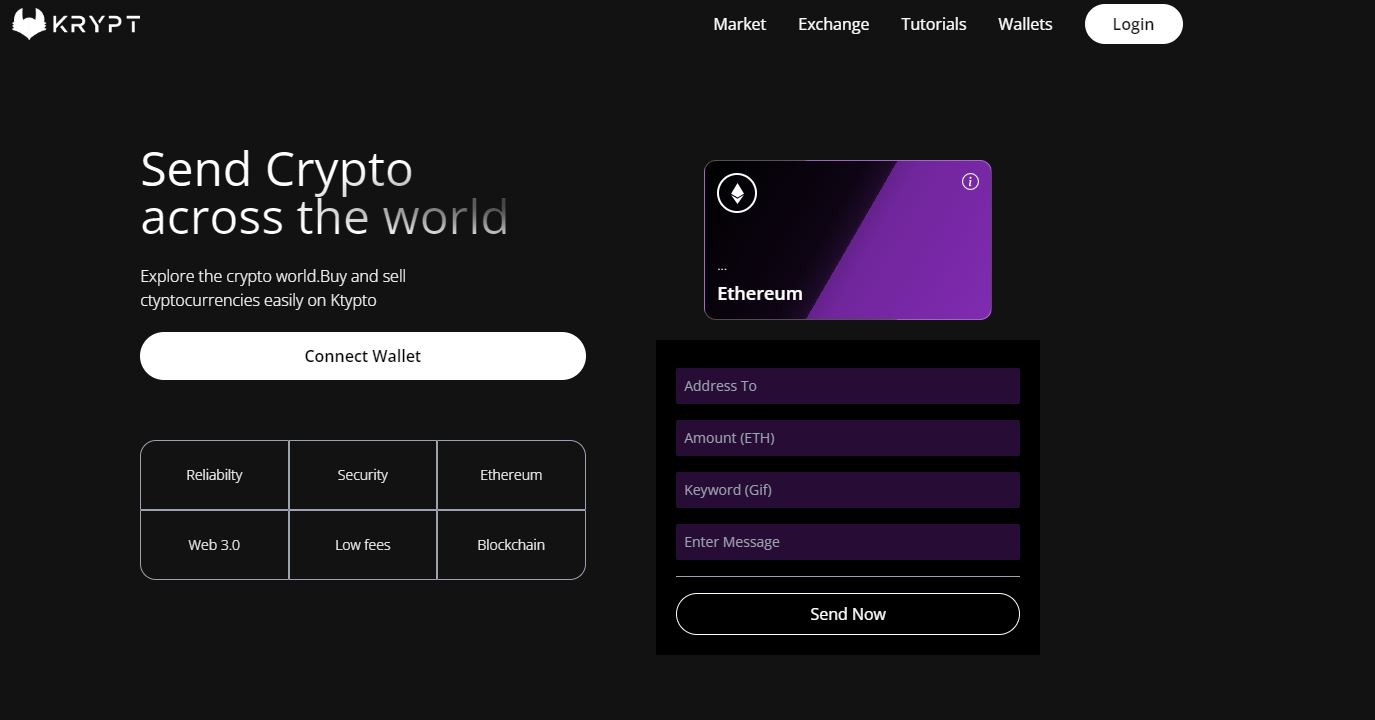 KRYPT
Market
Exchange
Tutorials
Wallets
Login
Send Crypto
across the world
Explore the crypto world.Buy and sell
ctyptocurrencies easily on Ktypto
Connect Wallet
Reliabilty
Security
Ethereum
Web 3.0
Low fees
Blockchain
i
...
Ethereum
Address To
Amount (ETH)
Keyword (Gif)
Enter Message
Send Now